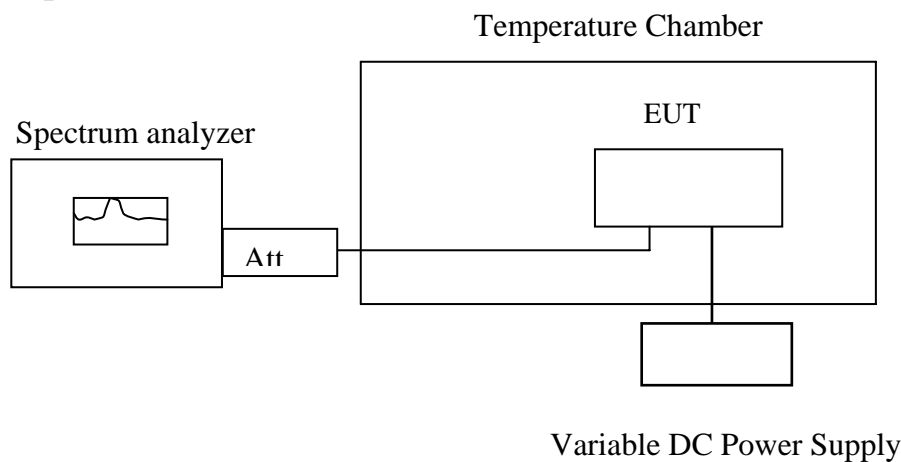 Temperature Chamber
EUT
Spectrum analyzer
Att
Variable DC Power Supply